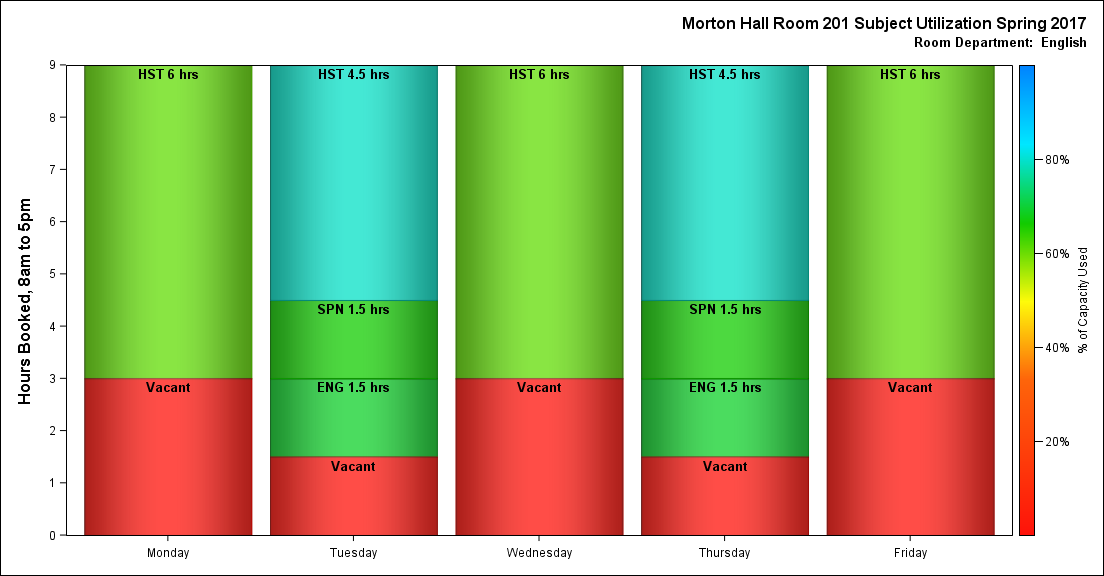 Morton Hall Room 201 Subject Utilization Spring 2017
Room Department:  English
Hours Booked, 8am to 5pm
9
8
7
6
5
4
3
2
1
0
HST 6 hrs
Vacant
HST 4.5 hrs
SPN 1.5 hrs
ENG 1.5 hrs
Vacant
HST 6 hrs
Vacant
HST 4.5 hrs
SPN 1.5 hrs
ENG 1.5 hrs
Vacant
HST 6 hrs
Vacant
Monday
Tuesday
Wednesday
Thursday
Friday
80%
60%
40%
20%
% of Capacity Used